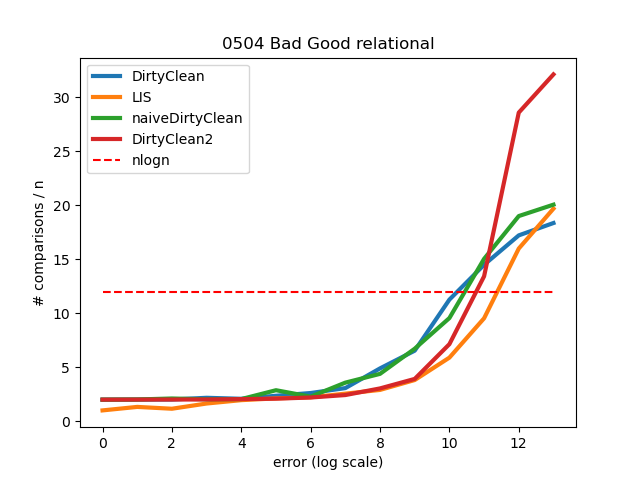 0504 Bad Good relational
DirtyClean
LIS
naiveDirtyClean
DirtyClean2
nlogn
# comparisons / n
30
25
20
15
10
5
0
0 2 4 6 8 10 12
error (log scale)